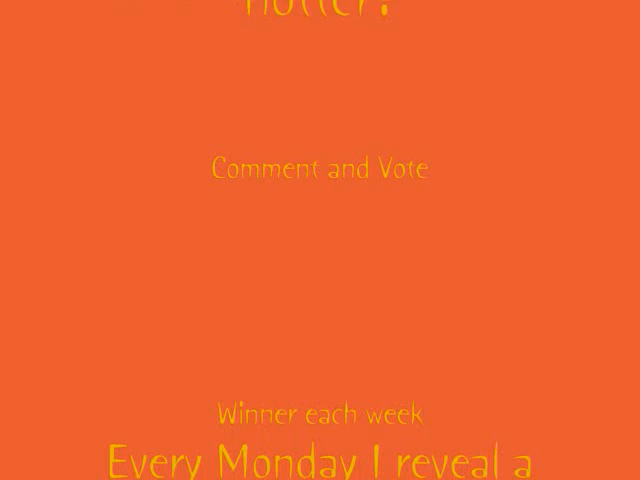 hotter?
Comment and Vote
Winner each week
Every Monday I reveal a